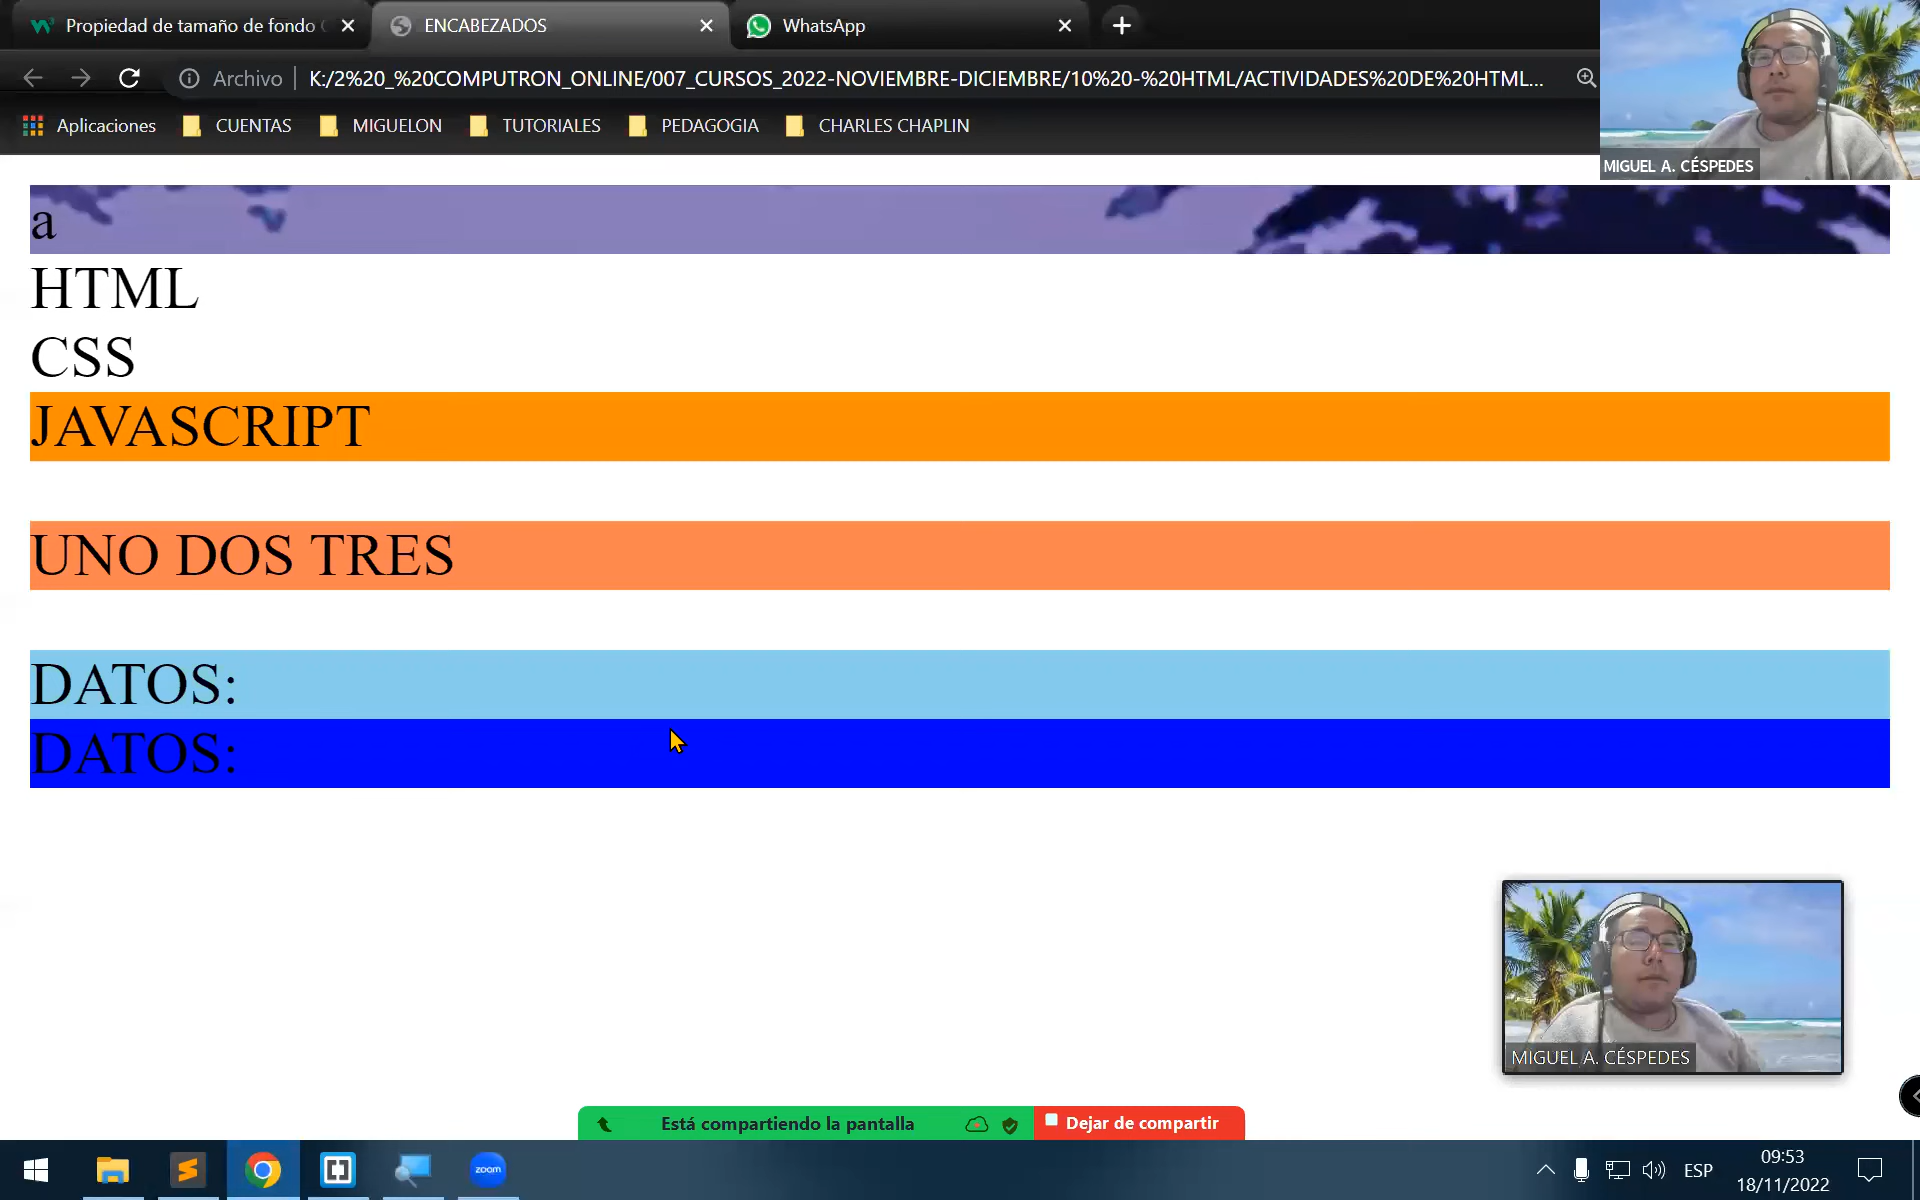 Propiedad de tamaño de fondo
ENCABEZADOS
WhatsApp
Archivo
K:/2%20_%20COMPUTRON_ONLINE/007_CURSOS_2022-NOVIEMBRE-DICIEMBRE/10%20-%20HTML/ACTIVIDADES%20DE%20HTML...
Aplicaciones
CUENTAS
MIGUELON
TUTORIALES
PEDAGOGIA
CHARLES CHAPLIN
MIGUEL A. CÉSPEDES
a
HTML
CSS
JAVASCRIPT
UNO DOS TRES
DATOS:
DATOS:
MIGUEL A. CÉSPEDES
Está compartiendo la pantalla
Dejar de compartir
zoom
ESP
09:53
18/11/2022